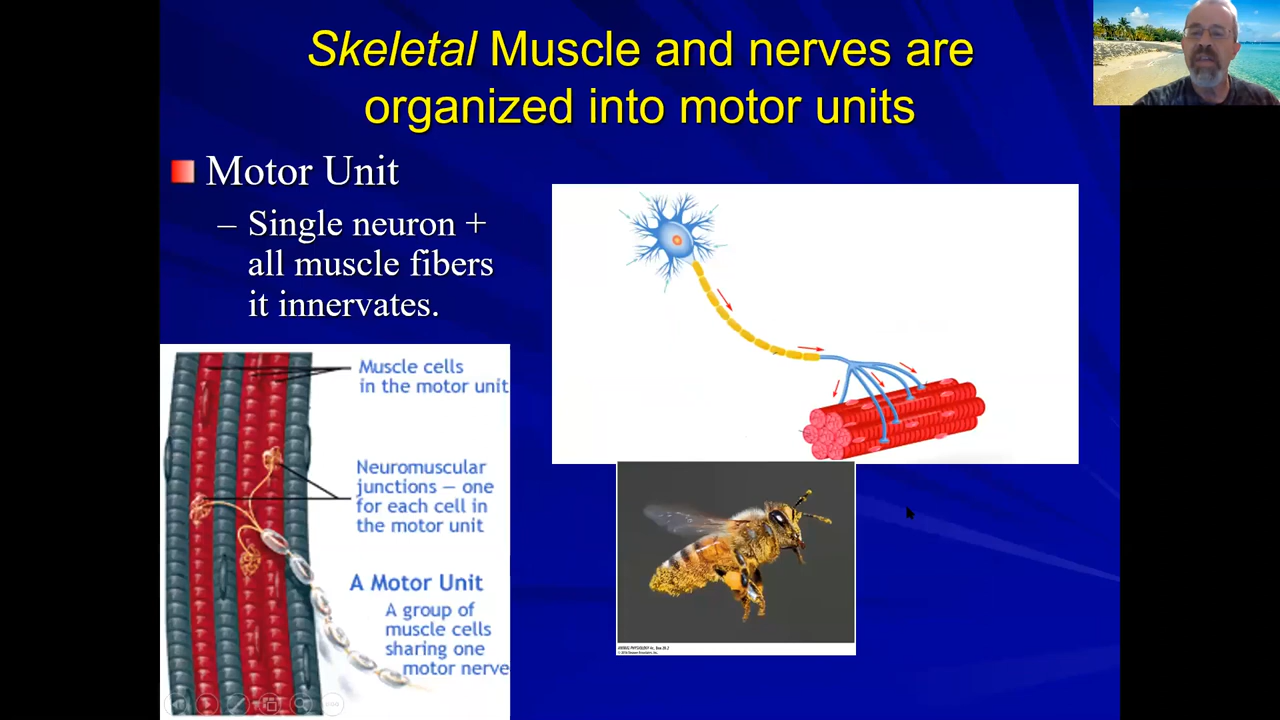 Skeletal Muscle and nerves are
organized into motor units
Motor Unit
– Single neuron +
all muscle fibers
it innervates.
Muscle cells
in the motor unit
Neuromuscular
junctions — one
for each cell in
the motor unit
A Motor Unit
A group of
muscle cells
sharing one
motor nerve